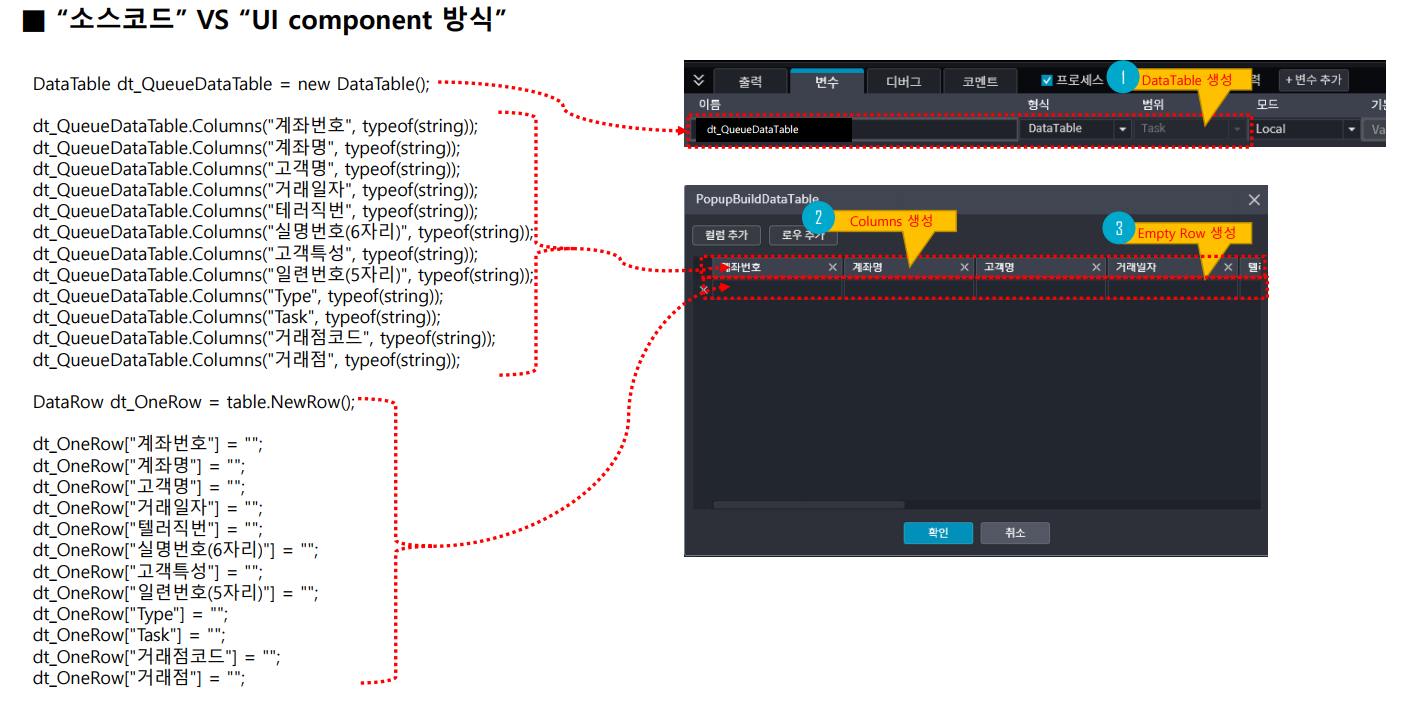 ■ “소스코드” VS “UI component 방식”
DataTable dt_QueueDataTable = new DataTable();
dt_QueueDataTable.Columns("계좌번호", typeof(string));
dt_QueueDataTable.Columns("계좌명", typeof(string));
dt_QueueDataTable.Columns("고객명", typeof(string));
dt_QueueDataTable.Columns("거래일자", typeof(string));
dt_QueueDataTable.Columns("테러직번", typeof(string));
dt_QueueDataTable.Columns("실명번호(6자리)", typeof(string));
dt_QueueDataTable.Columns("고객특성", typeof(string));
dt_QueueDataTable.Columns("일련번호(5자리)", typeof(string));
dt_QueueDataTable.Columns("Type", typeof(string));
dt_QueueDataTable.Columns("Task", typeof(string));
dt_QueueDataTable.Columns("거래점코드", typeof(string));
dt_QueueDataTable.Columns("거래점", typeof(string));
DataRow dt_OneRow = table.NewRow();
dt_OneRow["계좌번호"] = "";
dt_OneRow["계좌명"] = "";
dt_OneRow["고객명"] = "";
dt_OneRow["거래일자"] = "";
dt_OneRow["텔러직번"] = "";
dt_OneRow["실명번호(6자리)"] = "";
dt_OneRow["고객특성"] = "";
dt_OneRow["일련번호(5자리)"] = "";
dt_OneRow["Type"] = "";
dt_OneRow["Task"] = "";
dt_OneRow["거래점코드"] = "";
dt_OneRow["거래점"] = "";
출력 변수 디버그 코멘트 프로세스 1 DataTable 생성 + 변수 추가
이름 형식 범위 모드
dt_QueueDataTable DataTable Task Local Va
PopupBuildDataTable
2 Columns 생성
3 Empty Row 생성
컬럼 추가 로우 추가
계좌번호 계좌명 고객명 거래일자
확인 취소